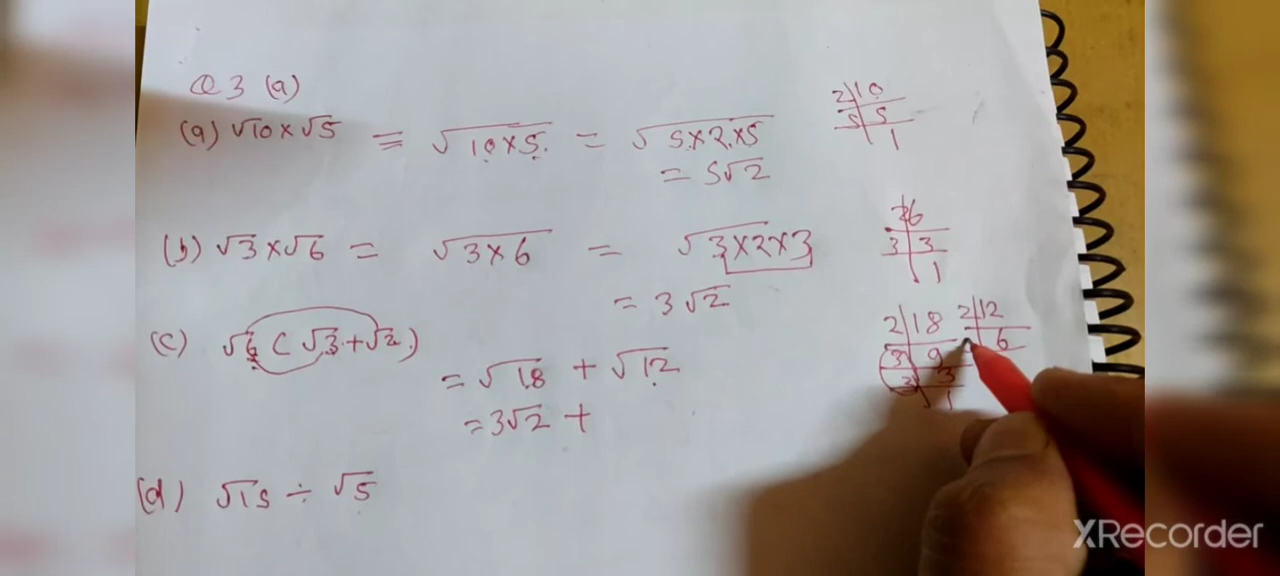 Q3 (a)
(a) √10 × √5 = √10×5 = √5×2×5
= 5√2
2 | 10
5 | 5
1
(b) √3 × √6 = √3×6 = √3×2×3
= 3√2
2 6
3 | 3
1
(c) √6 (√3 + √2)
= √18 + √12
= 3√2 +
2 | 18
3 | 9
3 | 3
1
2 | 12
6
(d) √15 ÷ √5
XRecorder